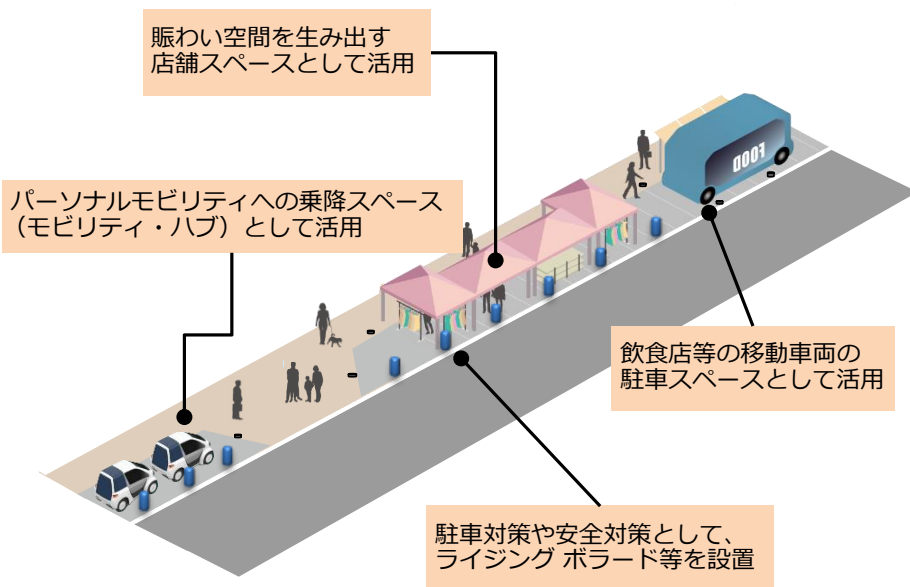 賑わい空間を生み出す
店舗スペースとして活用
パーソナルモビリティへの乗降スペース
（モビリティ・ハブ）として活用
FOOD
飲食店等の移動車両の
駐車スペースとして活用
駐車対策や安全対策として、
ライジング ボラード等を設置